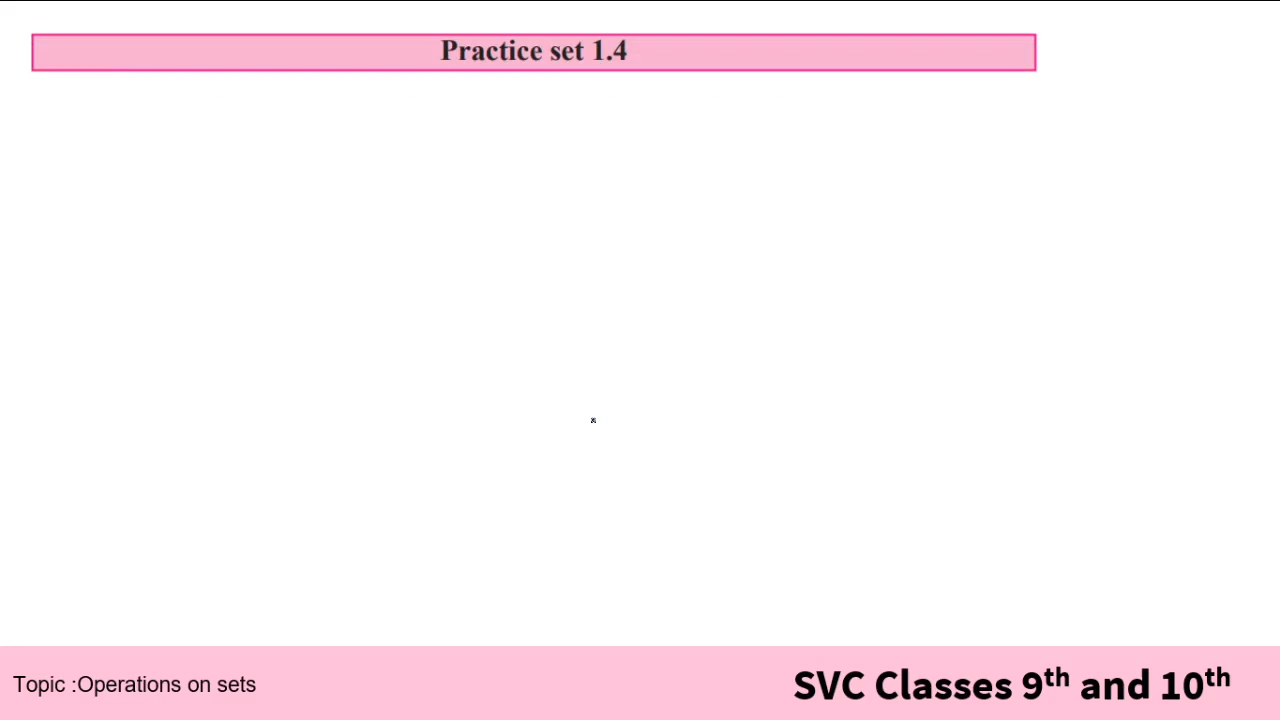 Practice set 1.4
Topic :Operations on sets
SVC Classes 9th and 10th